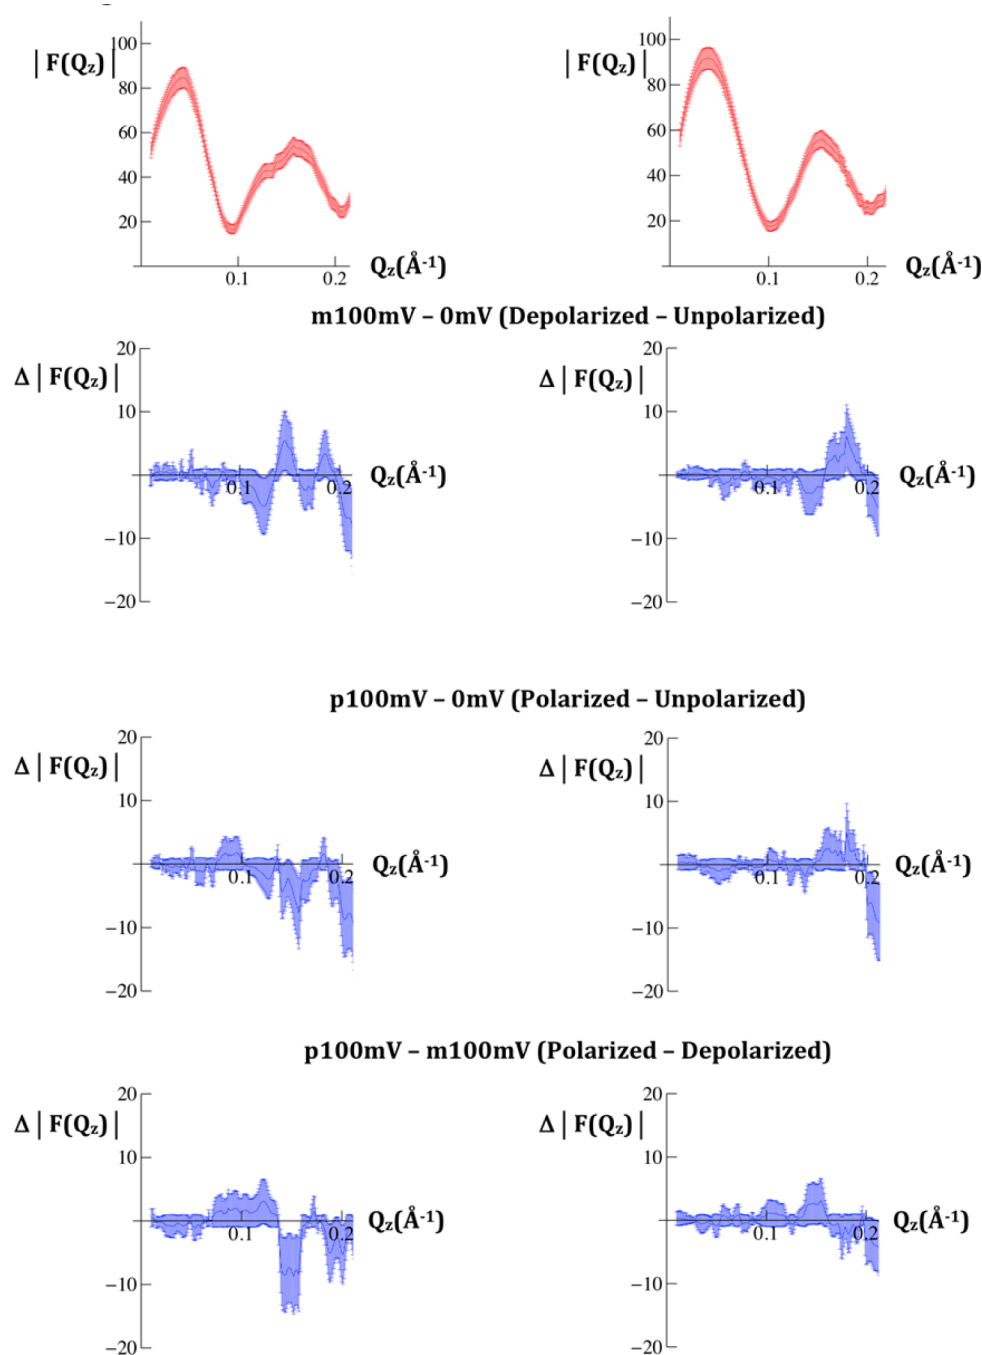 100 100
| F(Qz) | | F(Qz) |
80 80
60 60
40 40
20 20
0.1 0.2 Qz(Å-1) 0.1 0.2 Qz(Å-1)
m100mV – 0mV (Depolarized – Unpolarized)
20 20
Δ | F(Qz) | Δ | F(Qz) |
10 10
0.1 0.2 Qz(Å-1) 0.1 0.2 Qz(Å-1)
−10 −10
−20 −20
p100mV – 0mV (Polarized – Unpolarized)
20 20
Δ | F(Qz) | Δ | F(Qz) |
10 10
0.1 0.2 Qz(Å-1) 0.1 0.2 Qz(Å-1)
−10 −10
−20 −20
p100mV – m100mV (Polarized – Depolarized)
20 20
Δ | F(Qz) | Δ | F(Qz) |
10 10
0.1 0.2 Qz(Å-1) 0.1 0.2 Qz(Å-1)
−10 −10
−20 −20